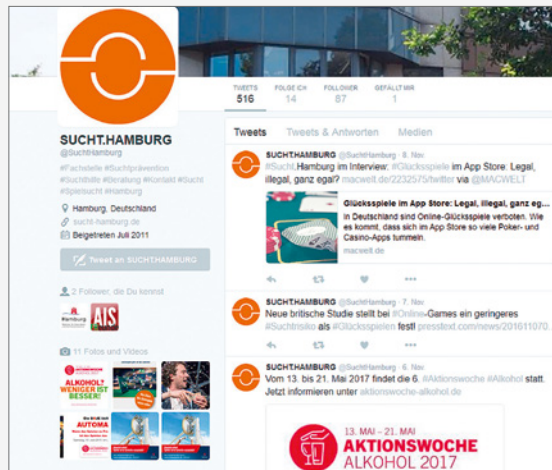 TWEETS FOLGE ICH FOLLOWER GEFÄLLT MIR
516 14 87 1
SUCHT.HAMBURG
@SuchtHamburg
#Fachstelle #Suchtprävention
#Suchthilfe #Beratung #Kontakt #Sucht
#Spielsucht #Hamburg
Hamburg, Deutschland
sucht-hamburg.de
Beigetreten Juli 2011
Tweet an SUCHT.HAMBURG
2 Follower, die Du kennst
Hamburg
AIS
11 Fotos und Videos
AKTIONSWOCHE
ALKOHOL?
WENIGER IST
BESSER!
AUTOMA
Tweets Tweets & Antworten Medien
SUCHT.HAMBURG @SuchtHamburg · 8. Nov.
#Sucht.Hamburg im Interview: #Glücksspiele im App Store: Legal,
illegal, ganz egal? macwelt.de/2232575/twitter via @MACWELT
Glücksspiele im App Store: Legal, illegal, ganz eg...
In Deutschland sind Online-Glücksspiele verboten. Wie
es kommt, dass sich im App Store so viele Poker- und
Casino-Apps tummeln.
macwelt.de
SUCHT.HAMBURG @SuchtHamburg · 7. Nov.
Neue britische Studie stellt bei #Online-Games ein geringeres
#Suchtrisiko als #Glücksspielen fest! presstext.com/news/201611070...
SUCHT.HAMBURG @SuchtHamburg · 6. Nov.
Vom 13. bis 21. Mai 2017 findet die 6. #Aktionswoche #Alkohol statt.
Jetzt informieren unter aktionswoche-alkohol.de
13. MAI – 21. MAI
AKTIONSWOCHE
ALKOHOL 2017